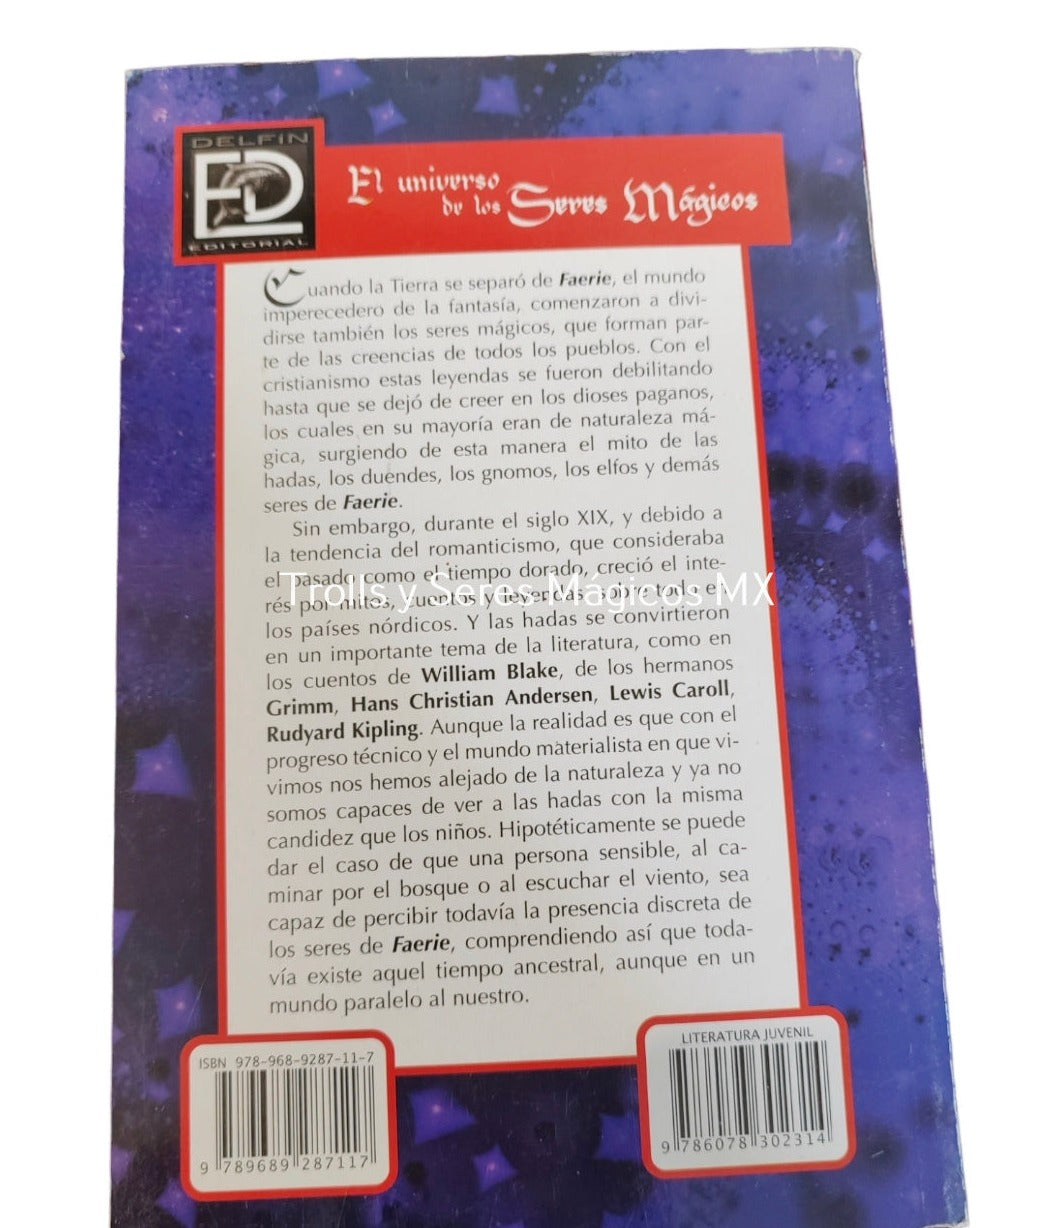 DELFÍN
ED
EDITORIAL
El universo
de los Seres Mágicos
Cuando la Tierra se separó de Faerie, el mundo
imperecedero de la fantasía, comenzaron a divi-
dirse también los seres mágicos, que forman par-
te de las creencias de todos los pueblos. Con el
cristianismo estas leyendas se fueron debilitando
hasta que se dejó de creer en los dioses paganos,
los cuales en su mayoría eran de naturaleza má-
gica, surgiendo de esta manera el mito de las
hadas, los duendes, los gnomos, los elfos y demás
seres de Faerie.
Sin embargo, durante el siglo XIX, y debido a
la tendencia del romanticismo, que consideraba
el pasado como el tiempo dorado, creció el inte-
Trolls y Seres Mágicos MX
rés por mitos, cuentos y leyendas, sobre todo en
los países nórdicos. Y las hadas se convirtieron
en un importante tema de la literatura, como en
los cuentos de William Blake, de los hermanos
Grimm, Hans Christian Andersen, Lewis Caroll,
Rudyard Kipling. Aunque la realidad es que con el
progreso técnico y el mundo materialista en que vi-
vimos nos hemos alejado de la naturaleza y ya no
somos capaces de ver a las hadas con la misma
candidez que los niños. Hipotéticamente se puede
dar el caso de que una persona sensible, al ca-
minar por el bosque o al escuchar el viento, sea
capaz de percibir todavía la presencia discreta de
los seres de Faerie, comprendiendo así que toda-
vía existe aquel tiempo ancestral, aunque en un
mundo paralelo al nuestro.
ISBN 978-968-9287-11-7
9 789689 287117
LITERATURA JUVENIL
9 786078 302314